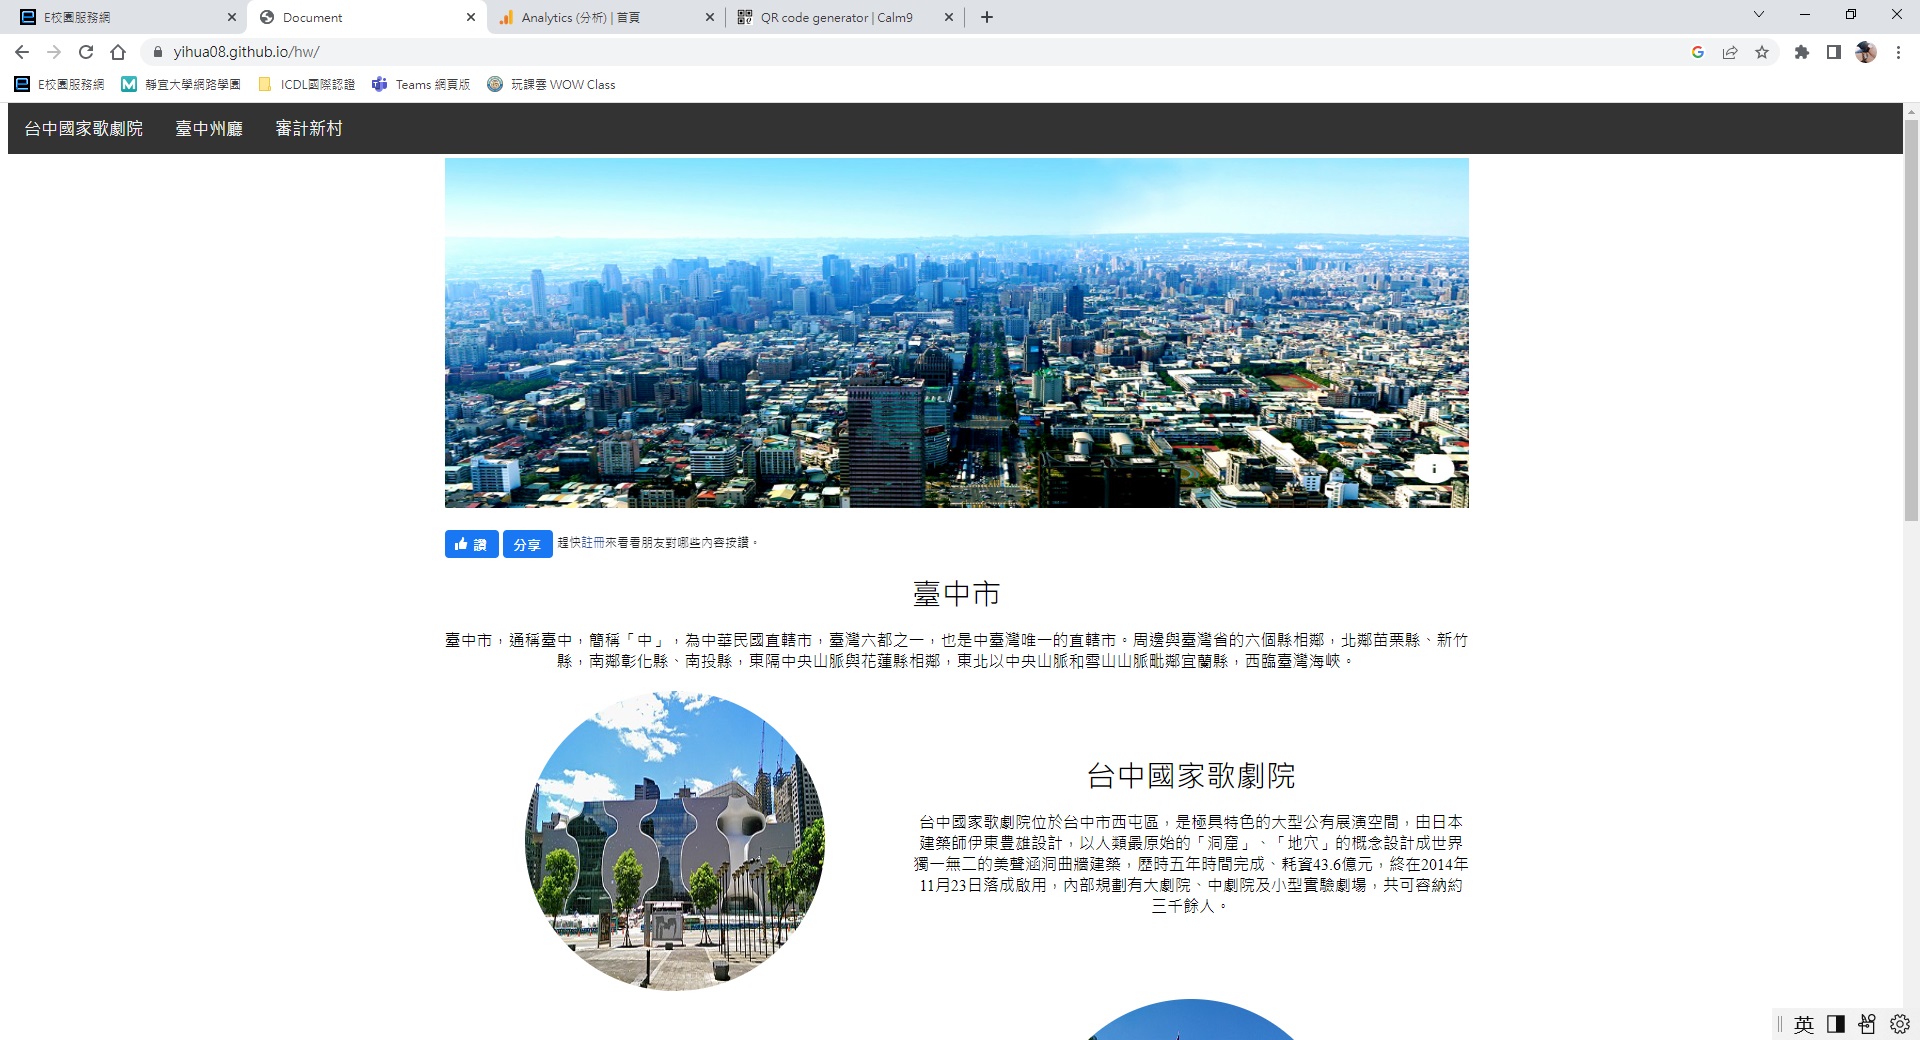 E校園服務網
Document
Analytics (分析) | 首頁
QR code generator | Calm9
yihua08.github.io/hw/
E校園服務網
靜宜大學網路學園
ICDL國際認證
Teams 網頁版
玩課雲 WOW Class
台中國家歌劇院 臺中州廳 審計新村
i
讚 分享 趕快註冊來看看朋友對哪些內容按讚。
臺中市
臺中市，通稱臺中，簡稱「中」，為中華民國直轄市，臺灣六都之一，也是中臺灣唯一的直轄市。周邊與臺灣省的六個縣相鄰，北鄰苗栗縣、新竹
縣，南鄰彰化縣、南投縣，東隔中央山脈與花蓮縣相鄰，東北以中央山脈和雪山山脈毗鄰宜蘭縣，西臨臺灣海峽。
台中國家歌劇院
台中國家歌劇院位於台中市西屯區，是極具特色的大型公有展演空間，由日本
建築師伊東豊雄設計，以人類最原始的「洞窟」、「地穴」的概念設計成世界
獨一無二的美聲涵洞曲牆建築，歷時五年時間完成、耗資43.6億元，終在2014年
11月23日落成啟用，內部規劃有大劇院、中劇院及小型實驗劇場，共可容納約
三千餘人。
英